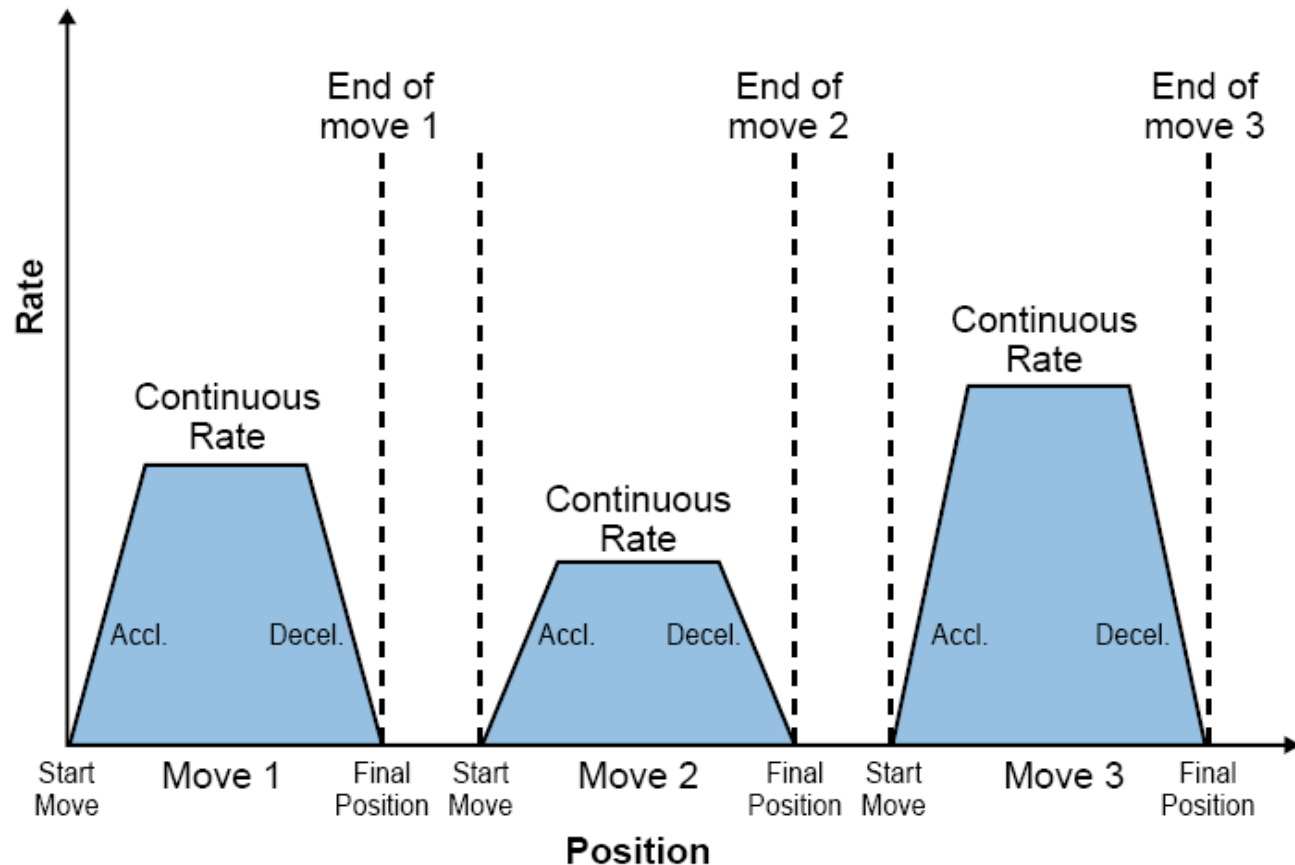 End of
move 1
End of
move 2
End of
move 3
Rate
Continuous
Rate
Continuous
Rate
Continuous
Rate
Accl.
Decel.
Accl.
Decel.
Accl.
Decel.
Start
Move
Move 1
Final
Position
Start
Move
Move 2
Final
Position
Start
Move
Move 3
Final
Position
Position